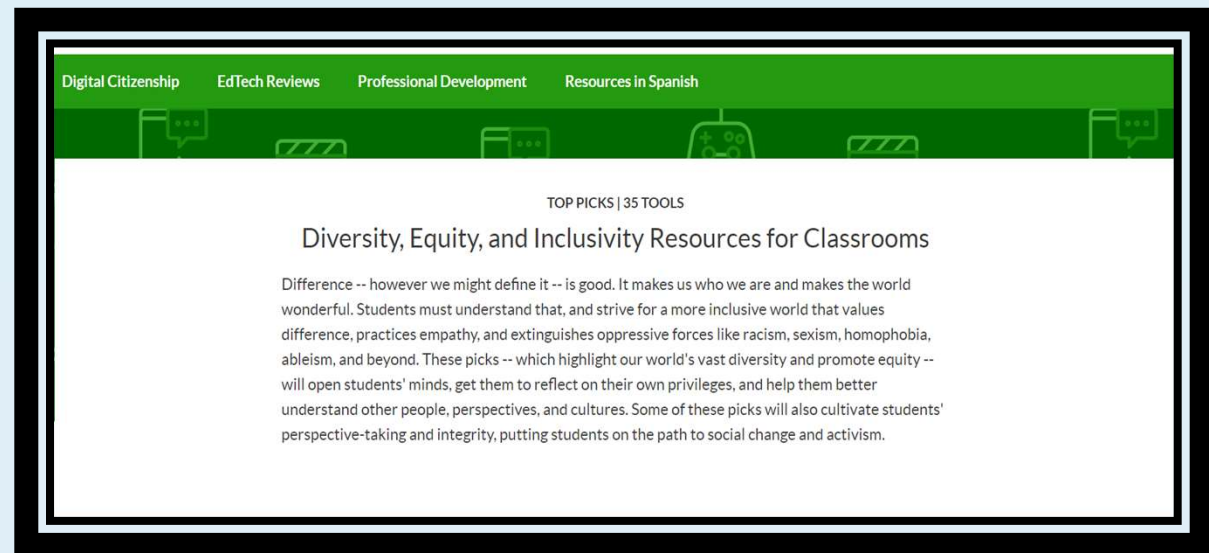 Digital Citizenship EdTech Reviews Professional Development Resources in Spanish
TOP PICKS | 35 TOOLS
Diversity, Equity, and Inclusivity Resources for Classrooms
Difference -- however we might define it -- is good. It makes us who we are and makes the world
wonderful. Students must understand that, and strive for a more inclusive world that values
difference, practices empathy, and extinguishes oppressive forces like racism, sexism, homophobia,
ableism, and beyond. These picks -- which highlight our world's vast diversity and promote equity --
will open students' minds, get them to reflect on their own privileges, and help them better
understand other people, perspectives, and cultures. Some of these picks will also cultivate students'
perspective-taking and integrity, putting students on the path to social change and activism.